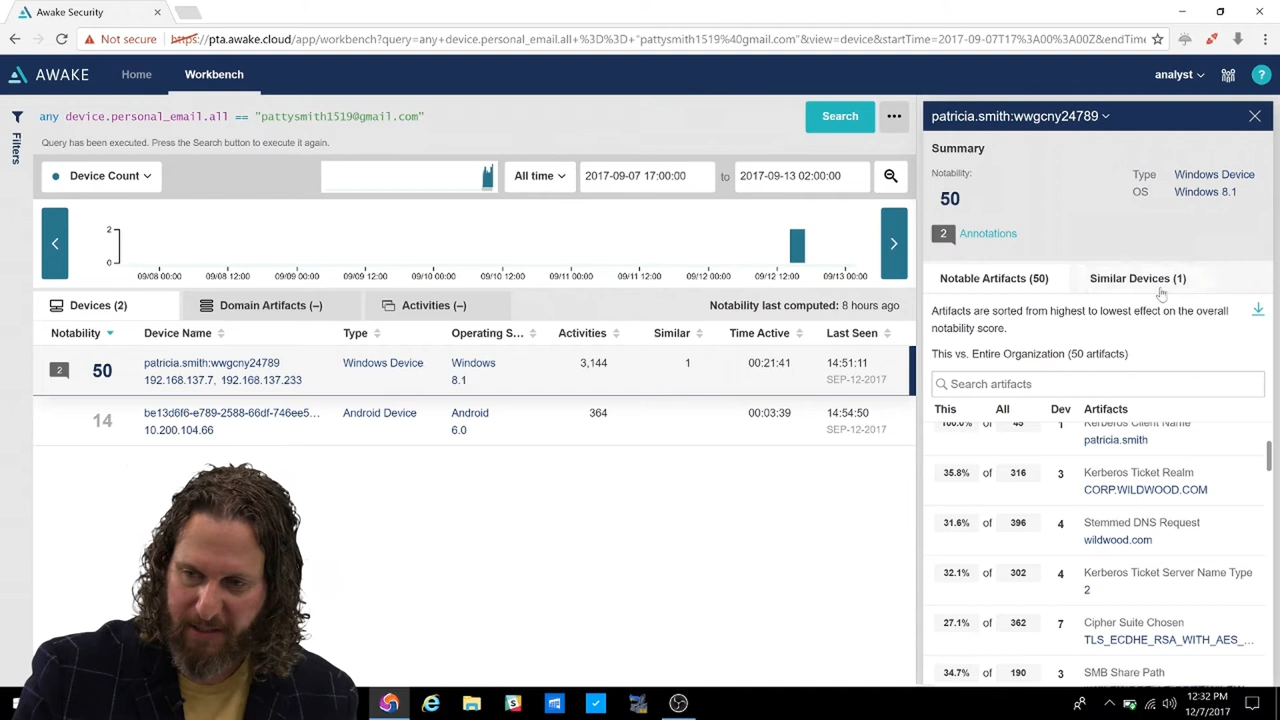 Awake Security
Not secure
https://pta.awake.cloud/app/workbench?query=any+device.personal_email.all+%3D%3D+"pattysmith1519%40gmail.com"&view=device&startTime=2017-09-07T17%3A00%3A00Z&endTime
AWAKE
Home
Workbench
analyst
?
any device.personal_email.all == "pattysmith1519@gmail.com"
Search
Query has been executed. Press the Search button to execute it again.
Filters
Device Count
All time
2017-09-07 17:00:00
to
2017-09-13 02:00:00
2
0
09/08 00:00
09/08 12:00
09/09 00:00
09/09 12:00
09/10 00:00
09/10 12:00
09/11 00:00
09/11 12:00
09/12 00:00
09/12 12:00
09/13 00:00
Devices (2)
Domain Artifacts (–)
Activities (–)
Notability last computed: 8 hours ago
Notability
Device Name
Type
Operating S...
Activities
Similar
Time Active
Last Seen
2
50
patricia.smith:wwgcny24789
192.168.137.7, 192.168.137.233
Windows Device
Windows
8.1
3,144
1
00:21:41
14:51:11
SEP-12-2017
14
be13d6f6-e789-2588-66df-746ee5...
10.200.104.66
Android Device
Android
6.0
364
00:03:39
14:54:50
SEP-12-2017
patricia.smith:wwgcny24789
Summary
Notability:
50
Type Windows Device
OS Windows 8.1
2 Annotations
Notable Artifacts (50)
Similar Devices (1)
Artifacts are sorted from highest to lowest effect on the overall
notability score.
This vs. Entire Organization (50 artifacts)
Search artifacts
This All Dev Artifacts
100.0% of 45 1 Kerberos Client Name
patricia.smith
35.8% of 316 3 Kerberos Ticket Realm
CORP.WILDWOOD.COM
31.6% of 396 4 Stemmed DNS Request
wildwood.com
32.1% of 302 4 Kerberos Ticket Server Name Type
2
27.1% of 362 7 Cipher Suite Chosen
TLS_ECDHE_RSA_WITH_AES_...
34.7% of 190 3 SMB Share Path
12:32 PM
12/7/2017